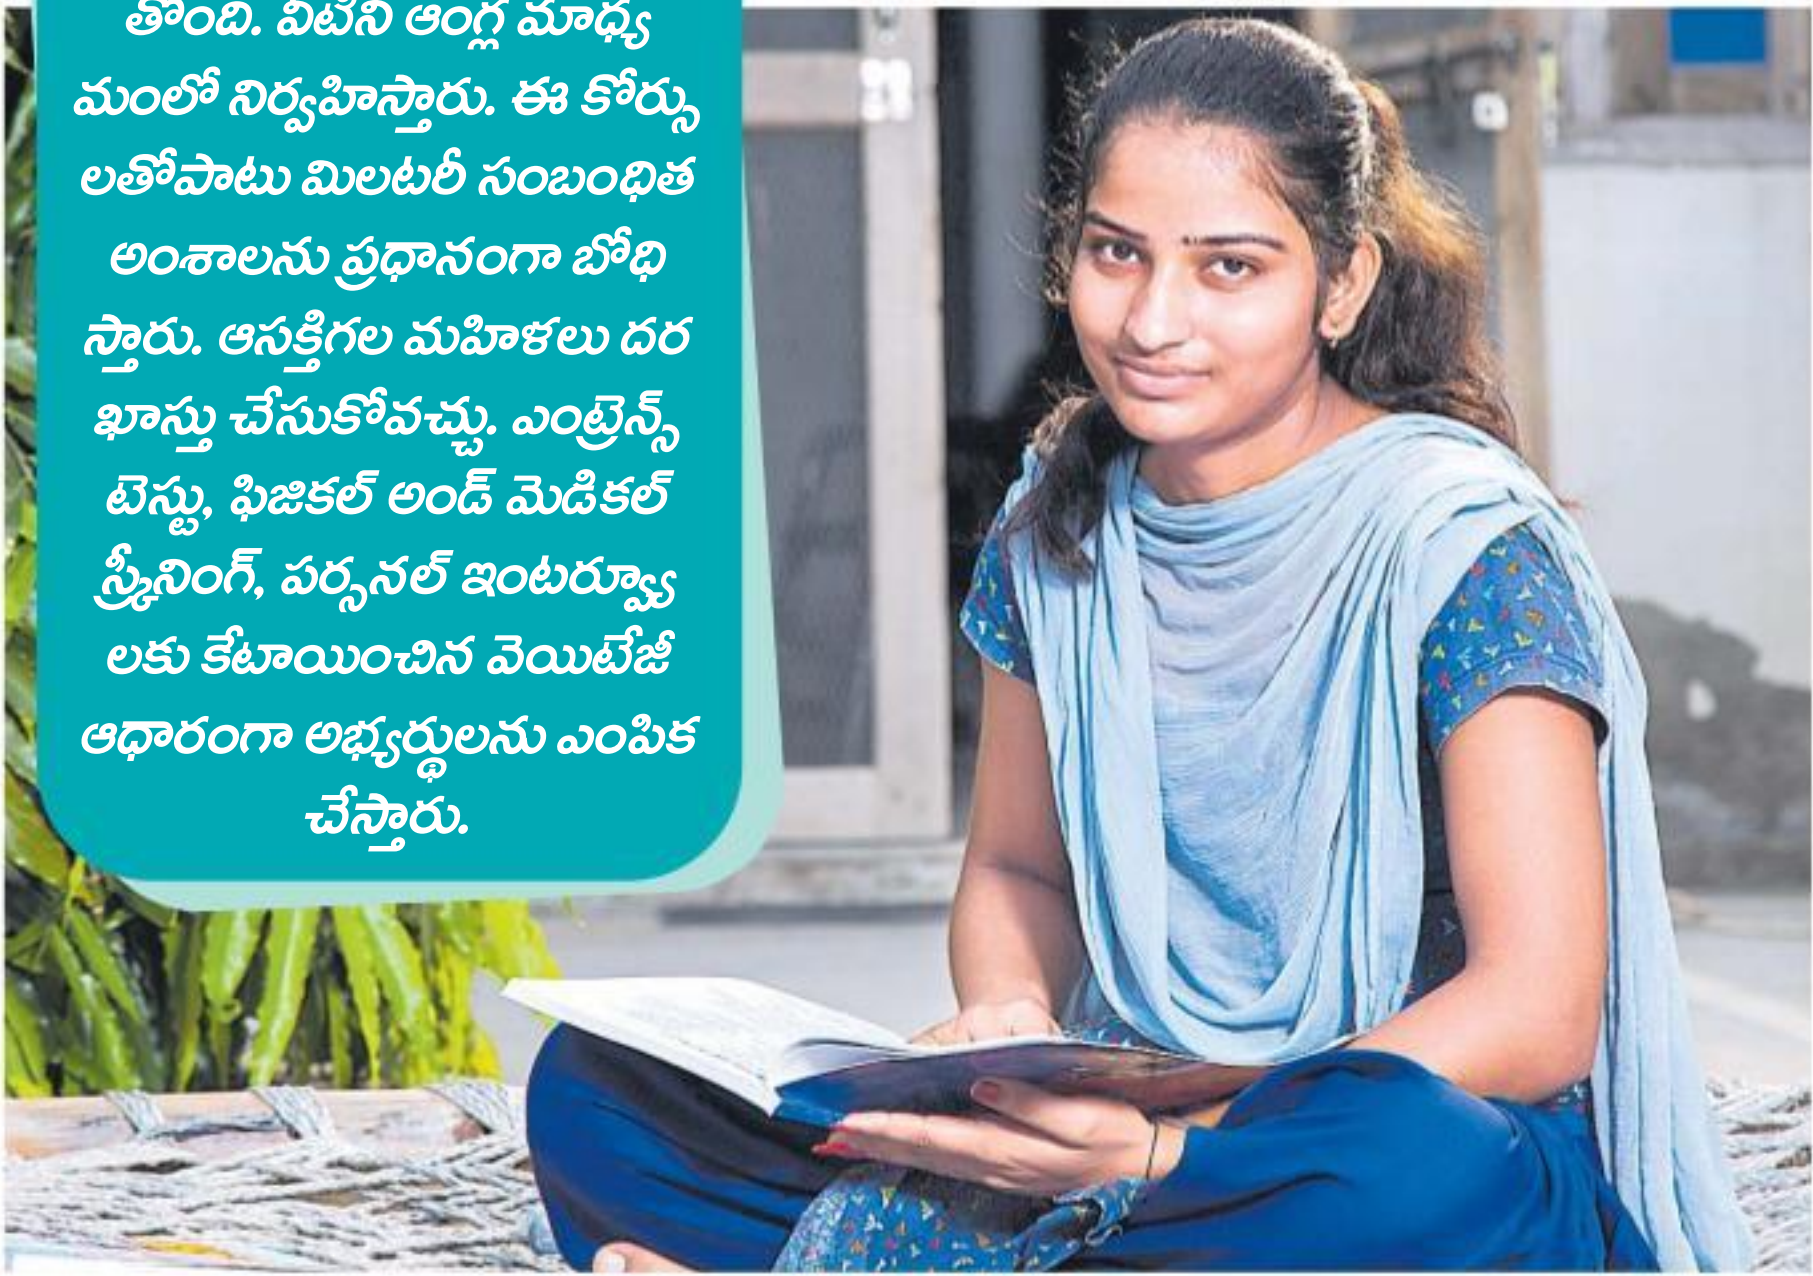 తోంది. వీటిని ఆంగ్ల మాధ్య
మంలో నిర్వహిస్తారు. ఈ కోర్సు
లతోపాటు మిలటరీ సంబంధిత
అంశాలను ప్రధానంగా బోధి
స్తారు. ఆసక్తిగల మహిళలు దర
ఖాస్తు చేసుకోవచ్చు. ఎంట్రెన్స్
టెస్టు, ఫిజికల్ అండ్ మెడికల్
స్క్రీనింగ్, పర్సనల్ ఇంటర్వ్యూ
లకు కేటాయించిన వెయిటేజీ
ఆధారంగా అభ్యర్థులను ఎంపిక
చేస్తారు.